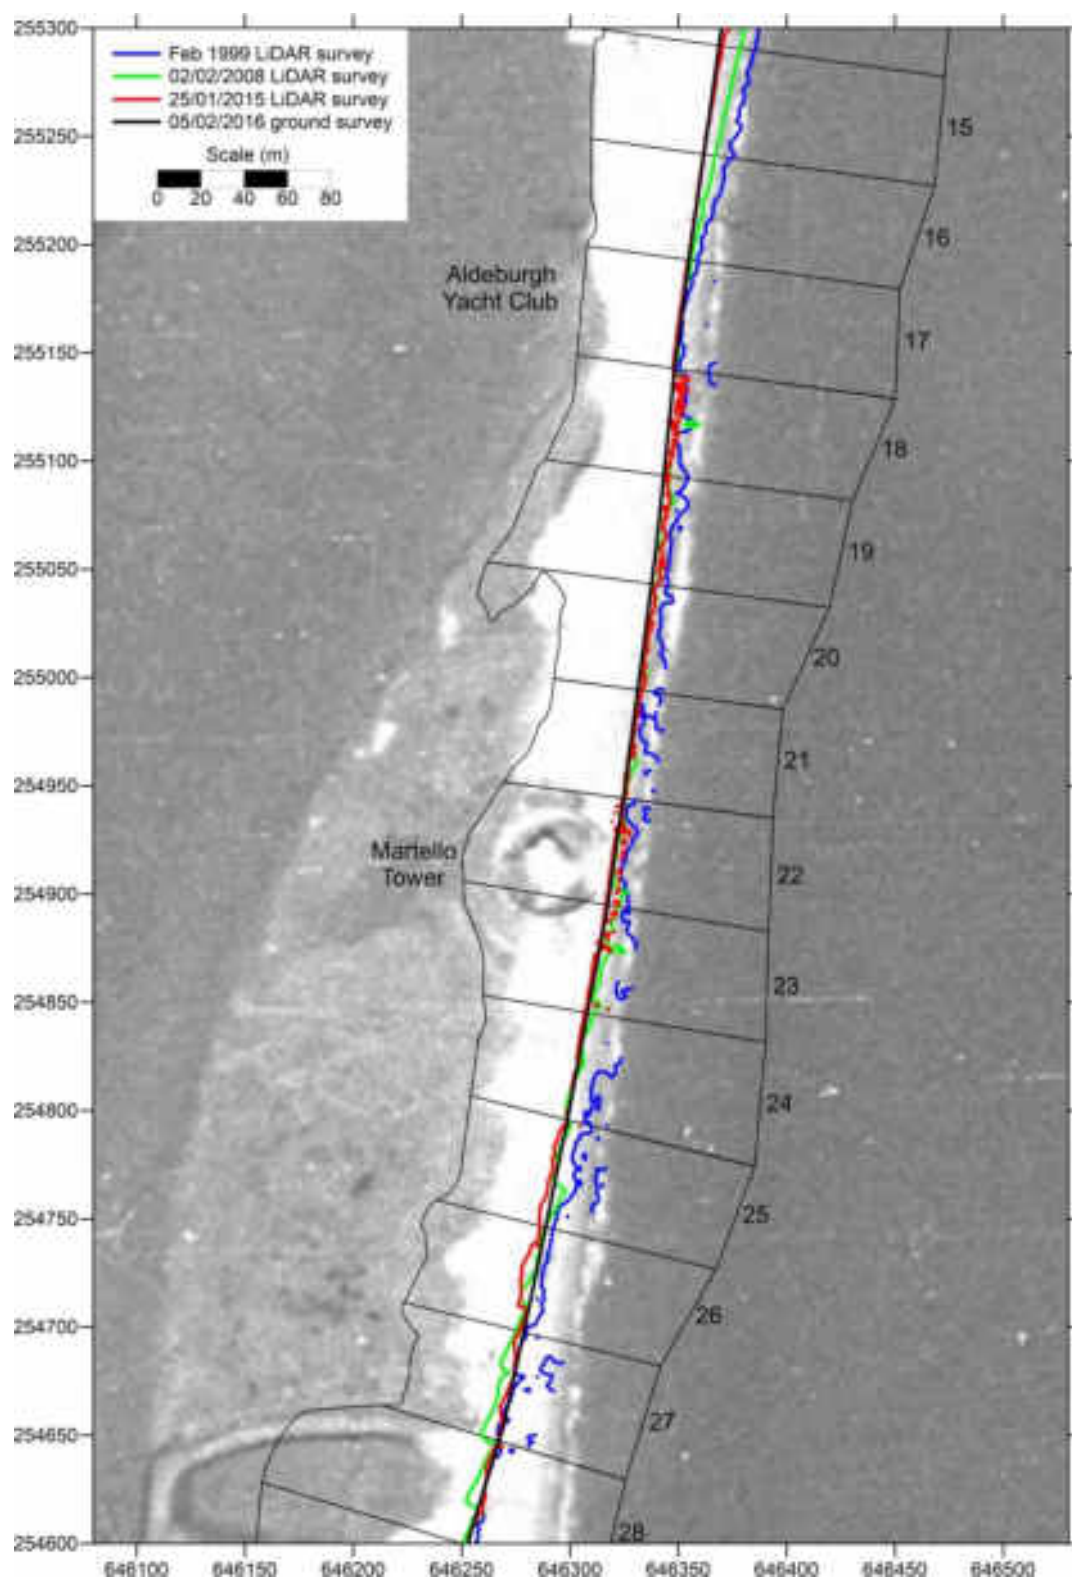 255300
Feb 1999 LiDAR survey
02/02/2008 LiDAR survey
25/01/2015 LiDAR survey
05/02/2016 ground survey
Scale (m)
0 20 40 60 80
255250
15
255200
16
Aldeburgh
Yacht Club
17
255150
18
255100
19
255050
20
255000
21
254950
Martello
Tower
22
254900
23
254850
24
254800
25
254750
26
254700
27
254650
28
254600
646100 646150 646200 646250 646300 646350 646400 646450 646500